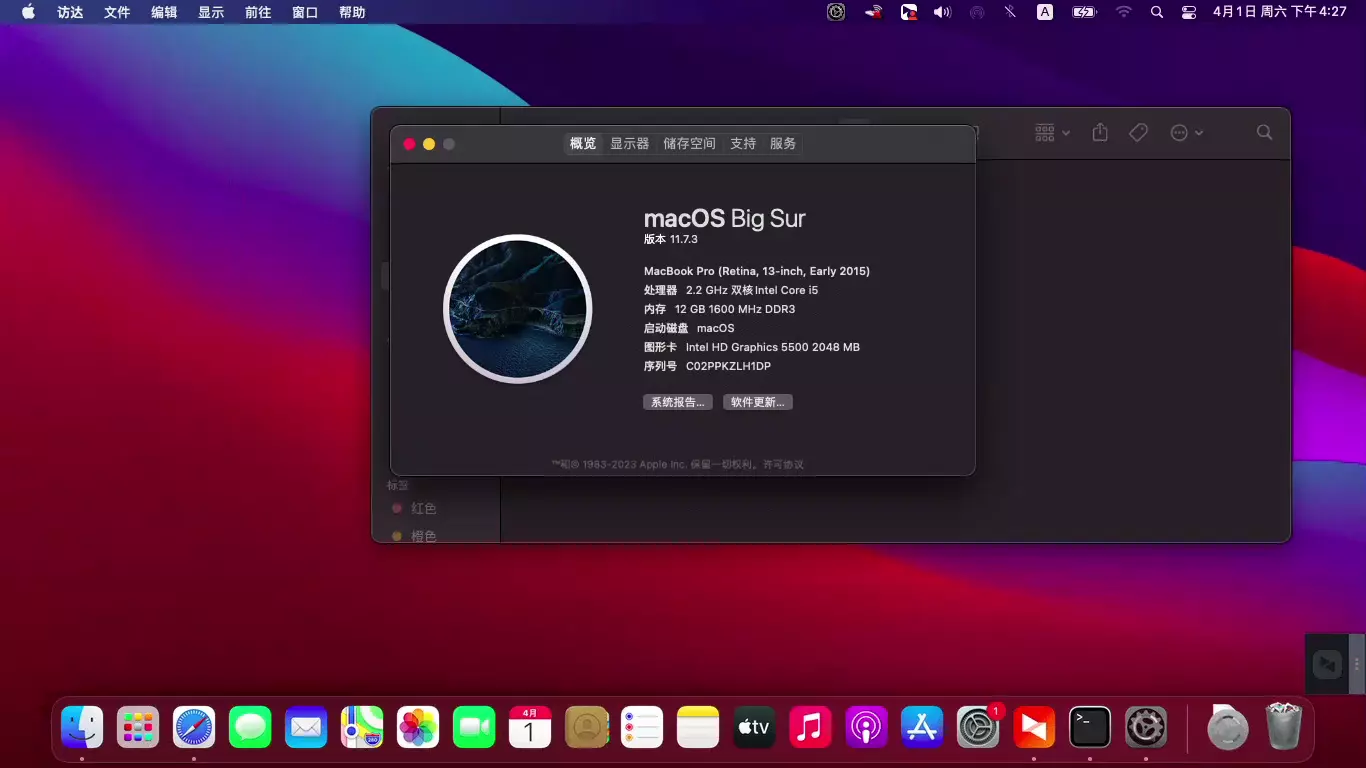 访达 文件 编辑 显示 前往 窗口 帮助 A 4月1日 周六 下午4:27
概览 显示器 储存空间 支持 服务
macOS Big Sur
版本 11.7.3
MacBook Pro (Retina, 13-inch, Early 2015)
处理器 2.2 GHz 双核Intel Core i5
内存 12 GB 1600 MHz DDR3
启动磁盘 macOS
图形卡 Intel HD Graphics 5500 2048 MB
序列号 C02PPKZLH1DP
系统报告... 软件更新...
™和© 1983-2023 Apple Inc. 保留一切权利。许可协议
标签
红色
橙色
4月
1
280
tv
1
>_